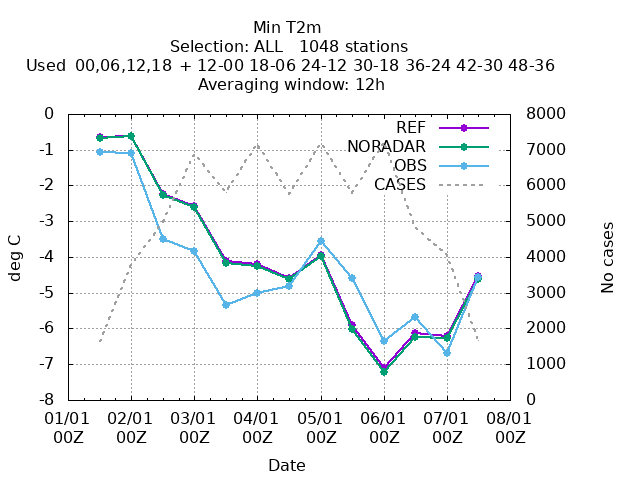 Min T2m
Selection: ALL   1048 stations
Used  00,06,12,18 + 12-00 18-06 24-12 30-18 36-24 42-30 48-36
Averaging window: 12h
REF
NORADAR
OBS
CASES
0
-1
-2
-3
-4
-5
-6
-7
-8
deg C
8000
7000
6000
5000
4000
3000
2000
1000
0
No cases
01/01 02/01 03/01 04/01 05/01 06/01 07/01 08/01
00Z 00Z 00Z 00Z 00Z 00Z 00Z 00Z
Date